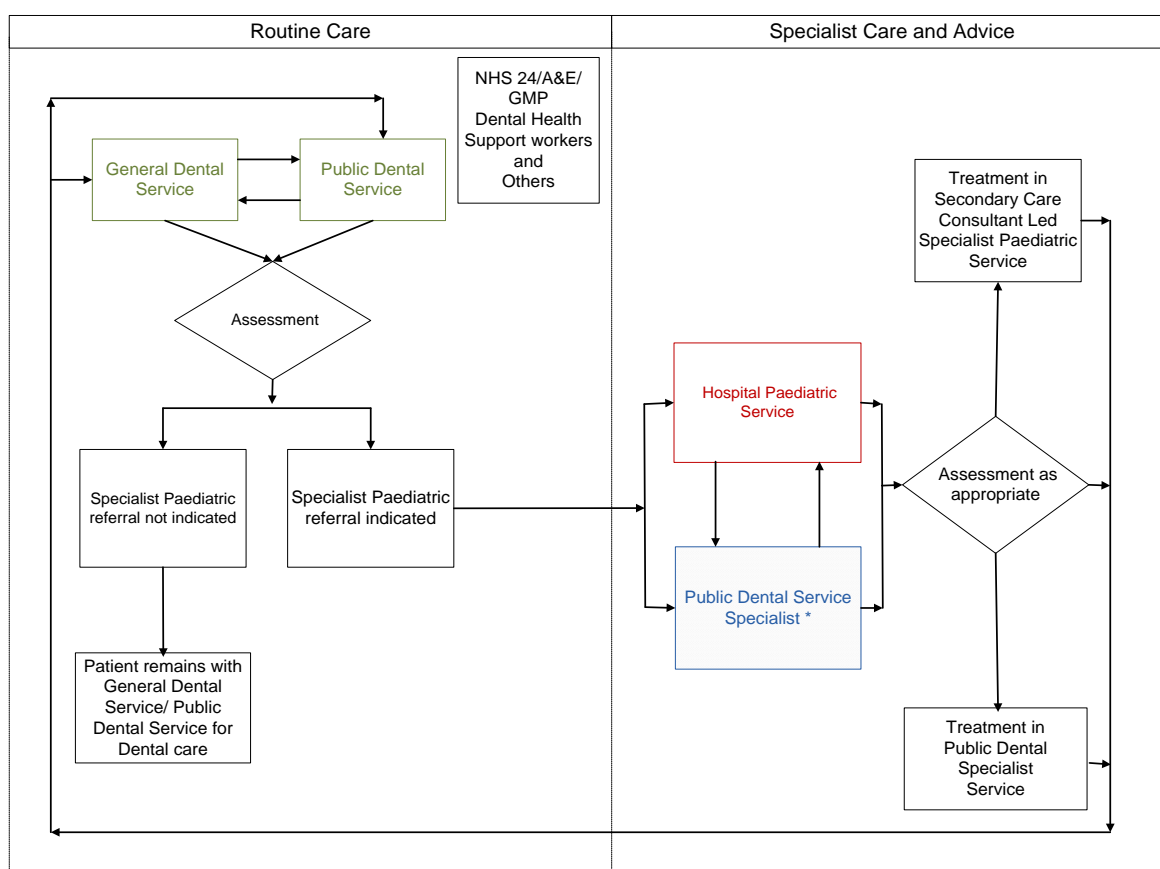 Routine Care
Specialist Care and Advice
NHS 24/A&E/
GMP
Dental Health
Support workers
and
Others
General Dental
Service
Public Dental
Service
Assessment
Specialist Paediatric
referral not indicated
Specialist Paediatric
referral indicated
Patient remains with
General Dental
Service/ Public
Dental Service for
Dental care
Hospital Paediatric
Service
Public Dental Service
Specialist *
Treatment in
Secondary Care
Consultant Led
Specialist Paediatric
Service
Assessment as
appropriate
Treatment in
Public Dental
Specialist
Service